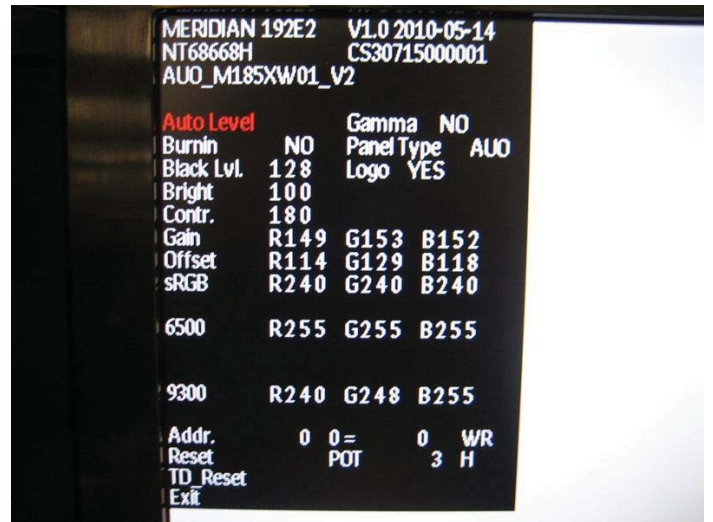 MERIDIAN 192E2 V1.0 2010-05-14
NT68668H CS30715000001
AUO_M185XW01_V2
Auto Level Gamma NO
Burnin NO Panel Type AUO
Black Lvl. 128 Logo YES
Bright 100
Contr. 180
Gain R149 G153 B152
Offset R114 G129 B118
sRGB R240 G240 B240
6500 R255 G255 B255
9300 R240 G248 B255
Addr. 0 0= 0 WR
Reset POT 3 H
TD_Reset
Exit